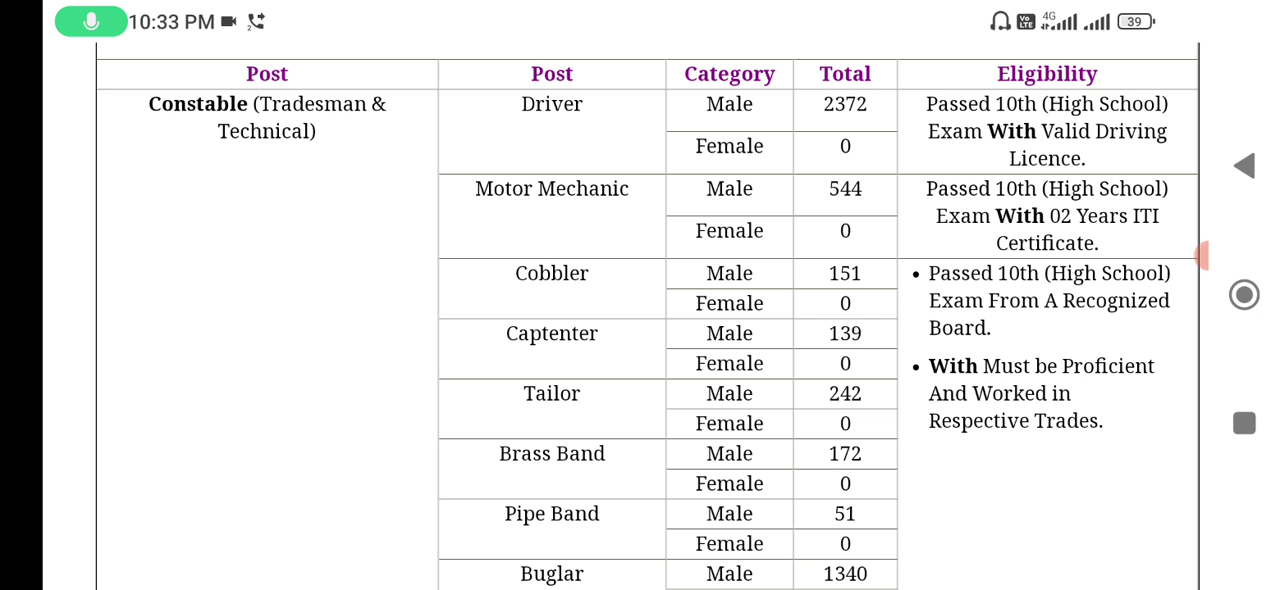 10:33 PM
2
Vo LTE
4G
39
Post Post Category Total Eligibility
Constable (Tradesman & Technical)
Driver Male 2372
Female 0
Passed 10th (High School)
Exam With Valid Driving
Licence.
Motor Mechanic Male 544
Female 0
Passed 10th (High School)
Exam With 02 Years ITI
Certificate.
Cobbler Male 151
Female 0
Captenter Male 139
Female 0
Tailor Male 242
Female 0
Brass Band Male 172
Female 0
Pipe Band Male 51
Female 0
Buglar Male 1340
• Passed 10th (High School)
Exam From A Recognized
Board.
• With Must be Proficient
And Worked in
Respective Trades.